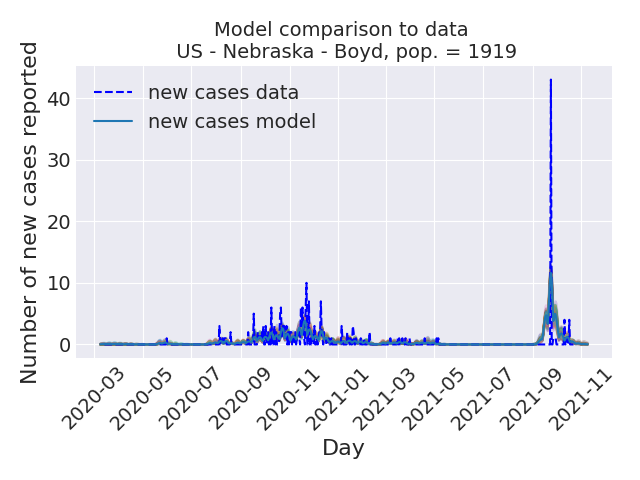 Model comparison to data
US - Nebraska - Boyd, pop. = 1919
Number of new cases reported
new cases data
new cases model
40
30
20
10
0
2020-03
2020-05
2020-07
2020-09
2020-11
2021-01
2021-03
2021-05
2021-07
2021-09
2021-11
Day